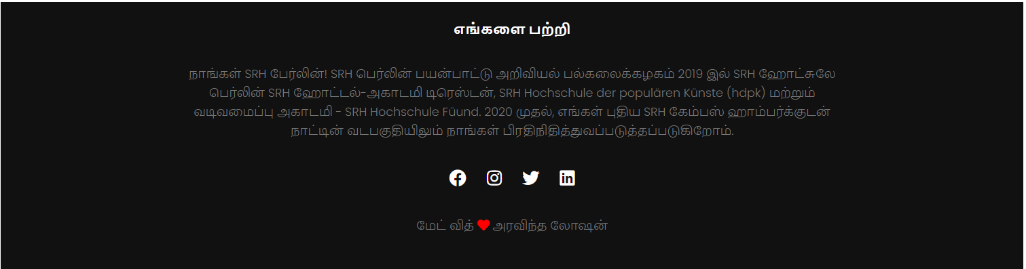 எங்களை பற்றி
நாங்கள் SRH பேர்லின்! SRH பெர்லின் பயன்பாட்டு அறிவியல் பல்கலைக்கழகம் 2019 இல் SRH ஹோட்சுலே
பெர்லின் SRH ஹோட்டல்-அகாடமி டிரெஸ்டன், SRH Hochschule der populären Künste (hdpk) மற்றும்
வடிவமைப்பு அகாடமி - SRH Hochschule Füund. 2020 முதல், எங்கள் புதிய SRH கேம்பஸ் ஹாம்பர்க்குடன்
நாட்டின் வடபகுதியிலும் நாங்கள் பிரதிநிதித்துவப்படுத்தப்படுகிறோம்.
மேட் வித் ❤ அரவிந்த லோஷன்